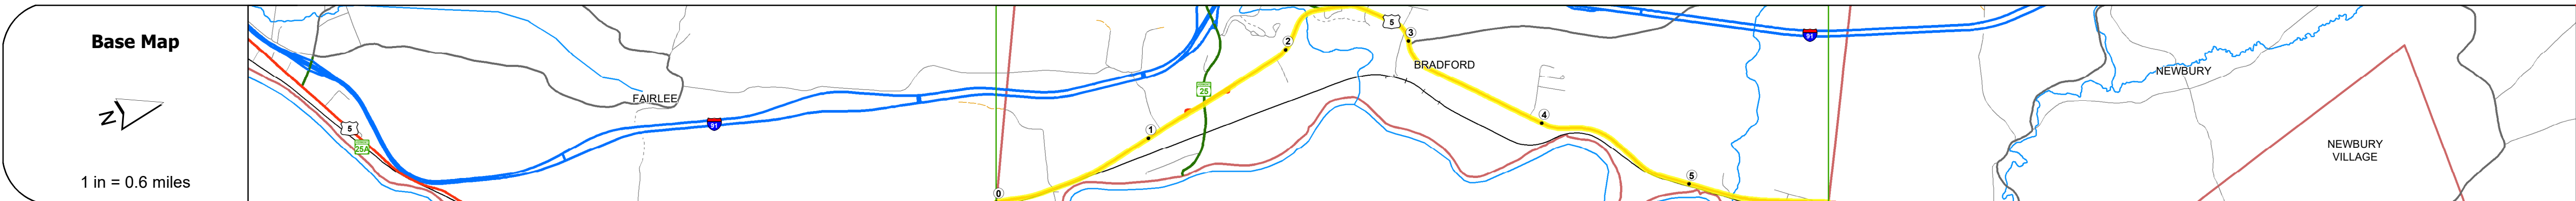 Base Map
N
1 in = 0.6 miles
5
25A
FAIRLEE
91
0
1
25
2
5
3
BRADFORD
4
5
91
NEWBURY
NEWBURY
VILLAGE